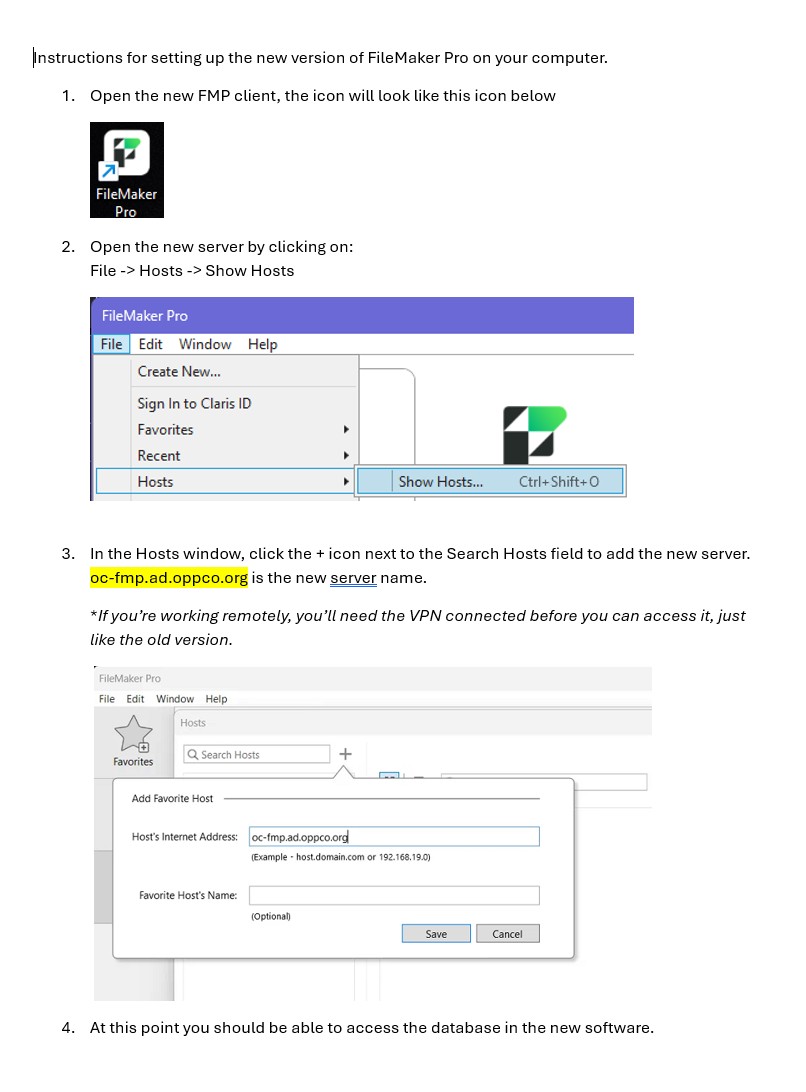 Instructions for setting up the new version of FileMaker Pro on your computer.
1. Open the new FMP client, the icon will look like this icon below
FileMaker
Pro
2. Open the new server by clicking on:
File -> Hosts -> Show Hosts
FileMaker Pro
File Edit Window Help
Create New...
Sign In to Claris ID
Favorites
Recent
Hosts Show Hosts... Ctrl+Shift+O
3. In the Hosts window, click the + icon next to the Search Hosts field to add the new server.
oc-fmp.ad.oppco.org is the new server name.
*If you’re working remotely, you’ll need the VPN connected before you can access it, just
like the old version.
FileMaker Pro
File Edit Window Help
Hosts
Search Hosts +
Favorites
Add Favorite Host
Host's Internet Address: oc-fmp.ad.oppco.org
(Example - host.domain.com or 192.168.19.0)
Favorite Host's Name:
(Optional)
Save Cancel
4. At this point you should be able to access the database in the new software.